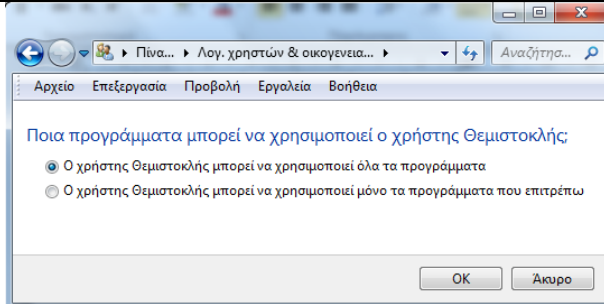 Πίνα... Λογ. χρηστών & οικογενεια... Αναζήτησ...
Αρχείο Επεξεργασία Προβολή Εργαλεία Βοήθεια
Ποια προγράμματα μπορεί να χρησιμοποιεί ο χρήστης Θεμιστοκλής;
Ο χρήστης Θεμιστοκλής μπορεί να χρησιμοποιεί όλα τα προγράμματα
Ο χρήστης Θεμιστοκλής μπορεί να χρησιμοποιεί μόνο τα προγράμματα που επιτρέπω
OK Άκυρο